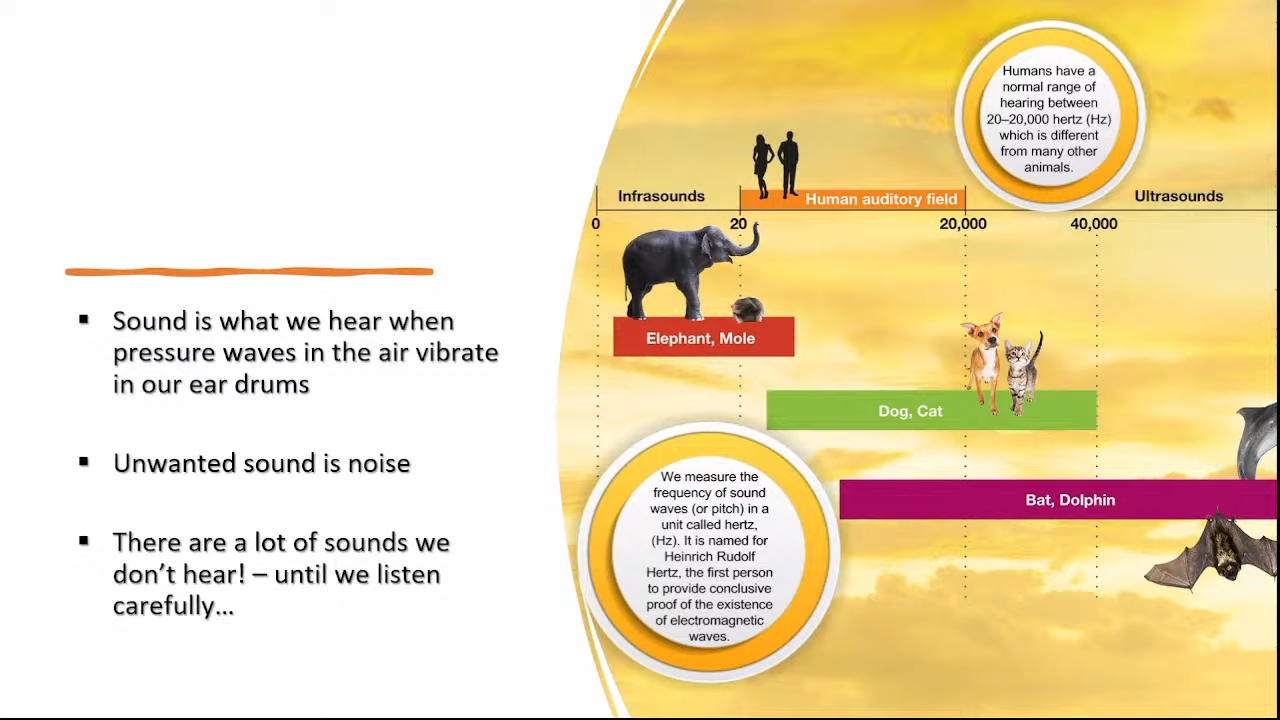 Sound is what we hear when
pressure waves in the air vibrate
in our ear drums
Unwanted sound is noise
There are a lot of sounds we
don't hear! – until we listen
carefully...
Humans have a
normal range of
hearing between
20–20,000 hertz (Hz)
which is different
from many other
animals.
Infrasounds
Human auditory field
Ultrasounds
0
20
20,000
40,000
Elephant, Mole
Dog, Cat
Bat, Dolphin
We measure the
frequency of sound
waves (or pitch) in a
unit called hertz,
(Hz). It is named for
Heinrich Rudolf
Hertz, the first person
to provide conclusive
proof of the existence
of electromagnetic
waves.